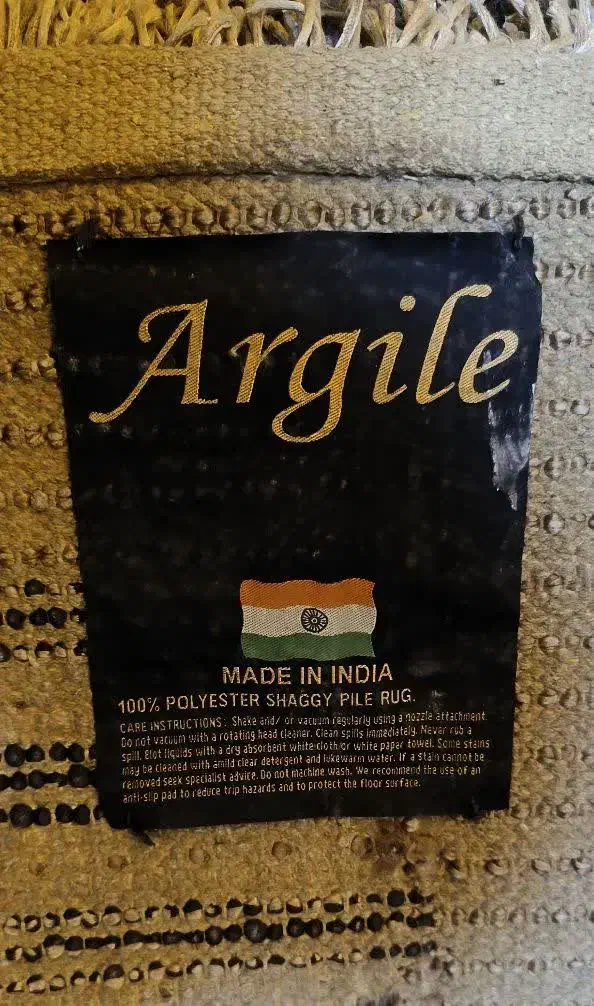 Argile
MADE IN INDIA
100% POLYESTER SHAGGY PILE RUG.
CARE INSTRUCTIONS: Shake and/ or vacuum regularly using a nozzle attachment.
Do not vacuum with a rotating head cleaner. Clean spills immediately. Never rub a
spill. Blot liquids with a dry absorbent white cloth or white paper towel. Some stains
may be cleaned with amild clear detergent and lukewarm water. If a stain cannot be
removed seek specialist advice. Do not machine wash. We recommend the use of an
anti-slip pad to reduce trip hazards and to protect the floor surface.